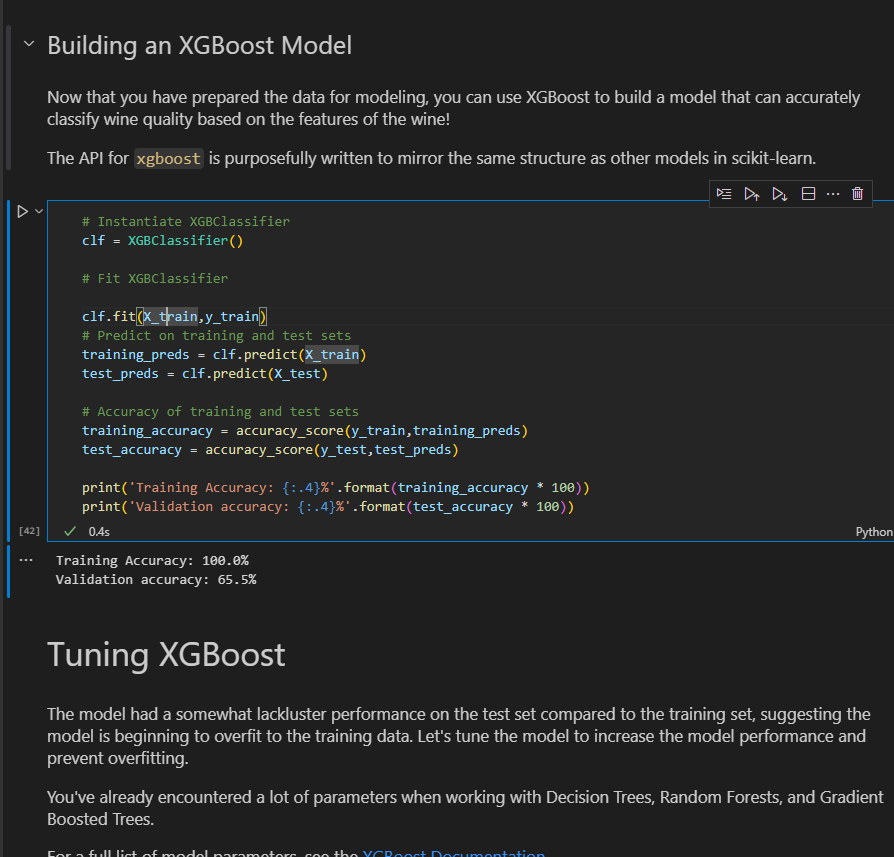 Building an XGBoost Model
Now that you have prepared the data for modeling, you can use XGBoost to build a model that can accurately
classify wine quality based on the features of the wine!
The API for xgboost is purposefully written to mirror the same structure as other models in scikit-learn.
# Instantiate XGBClassifier
clf = XGBClassifier()
# Fit XGBClassifier
clf.fit(X_train,y_train)
# Predict on training and test sets
training_preds = clf.predict(X_train)
test_preds = clf.predict(X_test)
# Accuracy of training and test sets
training_accuracy = accuracy_score(y_train,training_preds)
test_accuracy = accuracy_score(y_test,test_preds)
print('Training Accuracy: {:.4}%'.format(training_accuracy * 100))
print('Validation accuracy: {:.4}%'.format(test_accuracy * 100))
[42] ✓ 0.4s Python
Training Accuracy: 100.0%
Validation accuracy: 65.5%
Tuning XGBoost
The model had a somewhat lackluster performance on the test set compared to the training set, suggesting the
model is beginning to overfit to the training data. Let's tune the model to increase the model performance and
prevent overfitting.
You've already encountered a lot of parameters when working with Decision Trees, Random Forests, and Gradient
Boosted Trees.
For a full list of model parameters, see the XGBoost Documentation